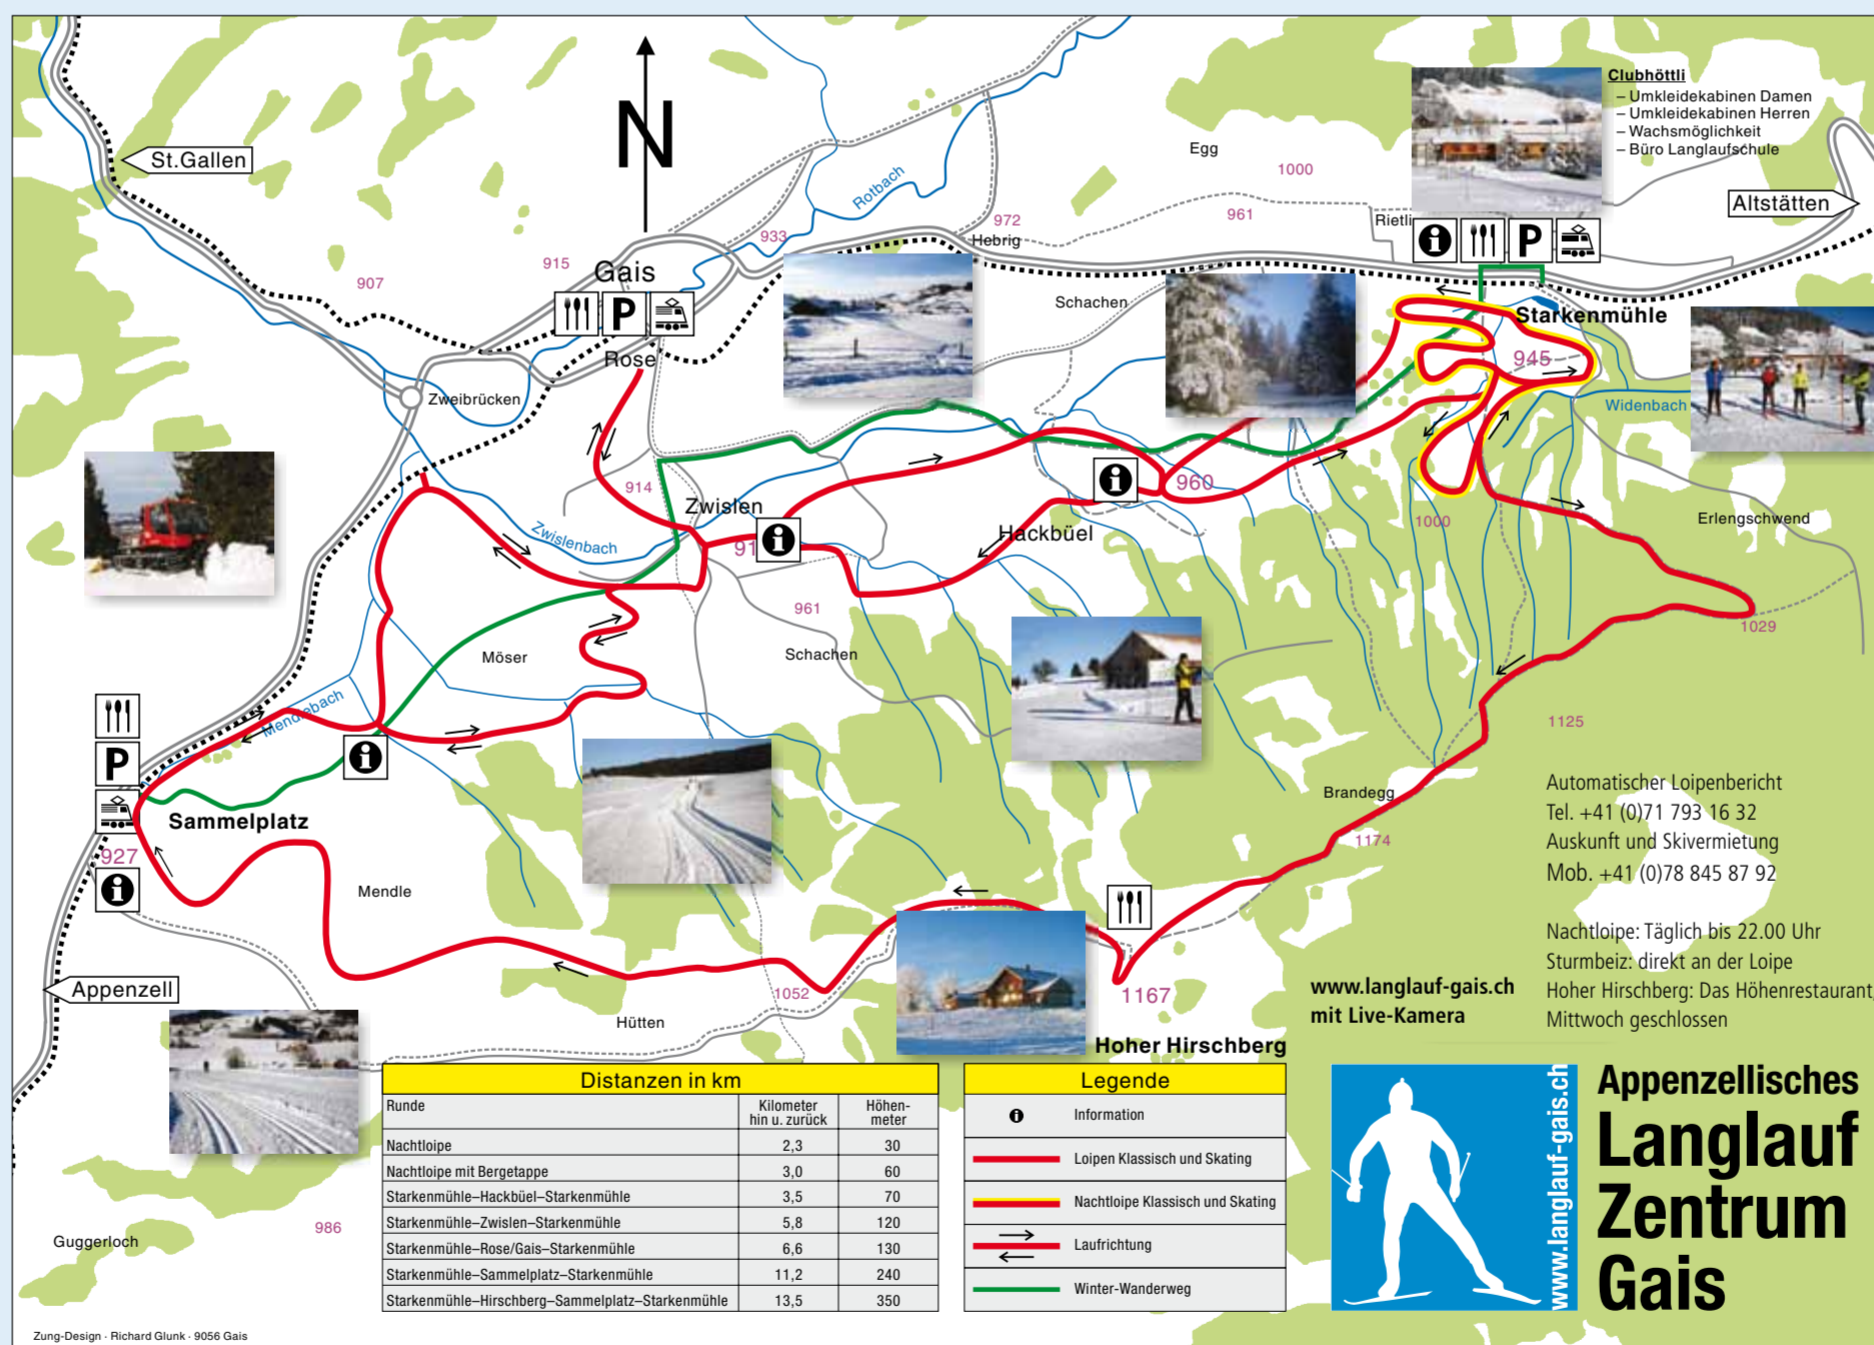 Clubhöttli
– Umkleidekabinen Damen
– Umkleidekabinen Herren
– Wachsmöglichkeit
– Büro Langlaufschule
St.Gallen
N
Egg
1000
Altstätten
Rotbach
961
Rietli
972
Hebrig
933
P
915
Gais
907
P
Schachen
Starkenmühle
Rose
945
Zweibrücken
Widenbach
914
960
Zwislen
1000
Erlengschwend
Hackbüel
Zwislenbach
91
961
1029
Möser
Schachen
Mendlebach
1125
P
Brandegg
Sammelplatz
1174
927
Mendle
Automatischer Loipenbericht
Tel. +41 (0)71 793 16 32
Auskunft und Skivermietung
Mob. +41 (0)78 845 87 92
Nachtloipe: Täglich bis 22.00 Uhr
Sturmbeiz: direkt an der Loipe
Hoher Hirschberg: Das Höhenrestaurant,
Mittwoch geschlossen
www.langlauf-gais.ch
mit Live-Kamera
Appenzell
1052
1167
Hütten
Hoher Hirschberg
Distanzen in km
Runde Kilometer hin u. zurück Höhen-meter
Nachtloipe 2,3 30
Nachtloipe mit Bergetappe 3,0 60
Starkenmühle–Hackbüel–Starkenmühle 3,5 70
Starkenmühle–Zwislen–Starkenmühle 5,8 120
Starkenmühle–Rose/Gais–Starkenmühle 6,6 130
Starkenmühle–Sammelplatz–Starkenmühle 11,2 240
Starkenmühle–Hirschberg–Sammelplatz–Starkenmühle 13,5 350
Legende
Information
Loipen Klassisch und Skating
Nachtloipe Klassisch und Skating
Laufrichtung
Winter-Wanderweg
www.langlauf-gais.ch
Appenzellisches
Langlauf
Zentrum
Gais
986
Guggerloch
Zung-Design · Richard Glunk · 9056 Gais